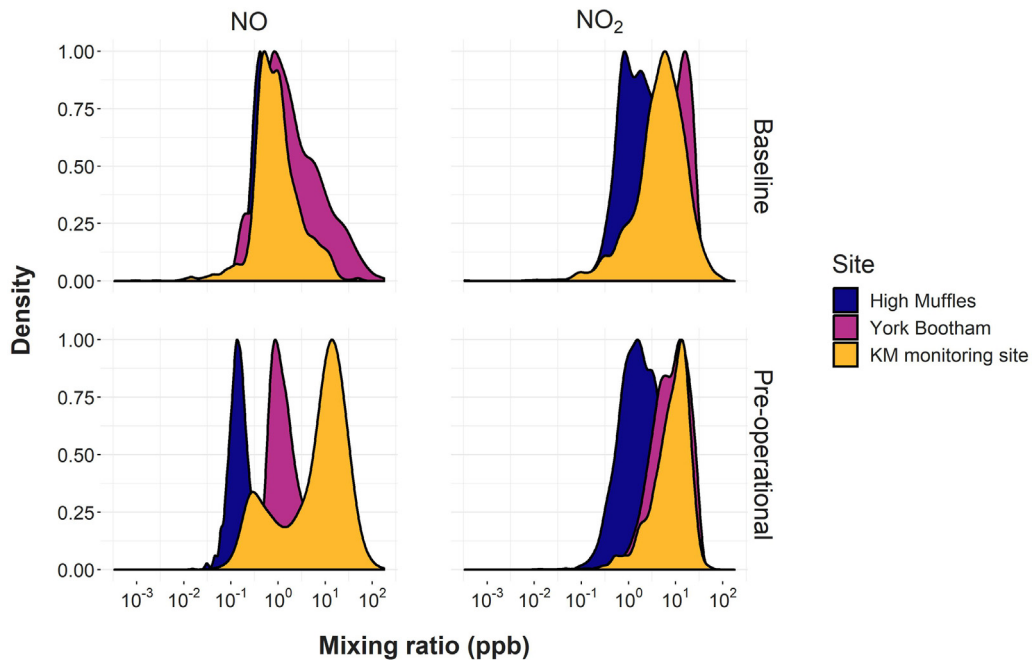 NO
NO₂
1.00
0.75
0.50
0.25
0.00
Baseline
Density
1.00
0.75
0.50
0.25
0.00
Pre-operational
10⁻³ 10⁻² 10⁻¹ 10⁰ 10¹ 10²
10⁻³ 10⁻² 10⁻¹ 10⁰ 10¹ 10²
Mixing ratio (ppb)
Site
High Muffles
York Bootham
KM monitoring site